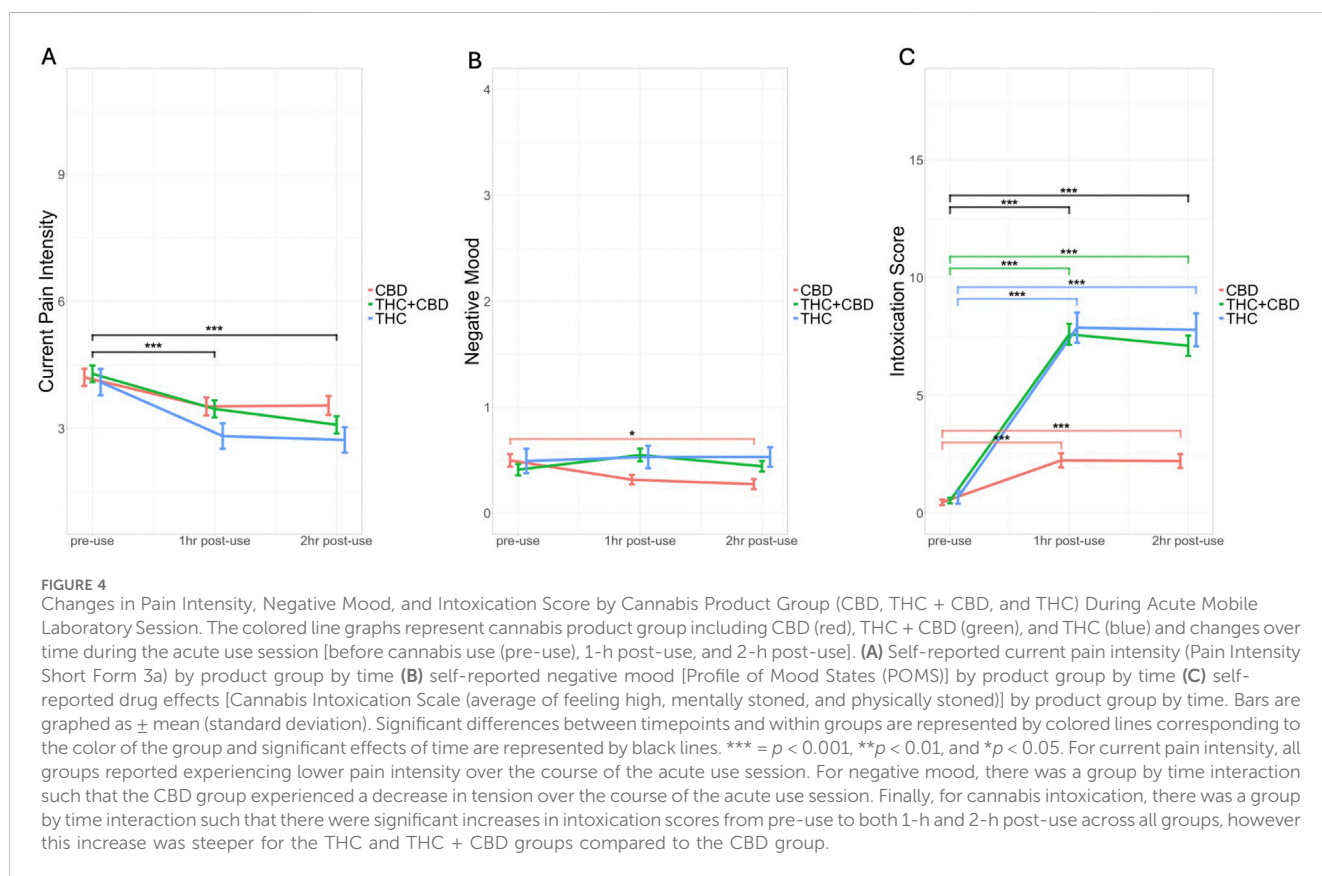 A
Current Pain Intensity
9
6
3
***
***
pre-use
1hr post-use
2hr post-use
CBD
THC+CBD
THC
B
Negative Mood
4
3
2
1
0
*
pre-use
1hr post-use
2hr post-use
CBD
THC+CBD
THC
C
Intoxication Score
15
10
5
0
***
***
***
***
***
***
***
***
pre-use
1hr post-use
2hr post-use
CBD
THC+CBD
THC
FIGURE 4
Changes in Pain Intensity, Negative Mood, and Intoxication Score by Cannabis Product Group (CBD, THC + CBD, and THC) During Acute Mobile
Laboratory Session. The colored line graphs represent cannabis product group including CBD (red), THC + CBD (green), and THC (blue) and changes over
time during the acute use session [before cannabis use (pre-use), 1-h post-use, and 2-h post-use]. (A) Self-reported current pain intensity (Pain Intensity
Short Form 3a) by product group by time (B) self-reported negative mood [Profile of Mood States (POMS)] by product group by time (C) self-
reported drug effects [Cannabis Intoxication Scale (average of feeling high, mentally stoned, and physically stoned)] by product group by time. Bars are
graphed as ± mean (standard deviation). Significant differences between timepoints and within groups are represented by colored lines corresponding to
the color of the group and significant effects of time are represented by black lines. *** = p < 0.001, **p < 0.01, and *p < 0.05. For current pain intensity, all
groups reported experiencing lower pain intensity over the course of the acute use session. For negative mood, there was a group by time interaction
such that the CBD group experienced a decrease in tension over the course of the acute use session. Finally, for cannabis intoxication, there was a group
by time interaction such that there were significant increases in intoxication scores from pre-use to both 1-h and 2-h post-use across all groups, however
this increase was steeper for the THC and THC + CBD groups compared to the CBD group.